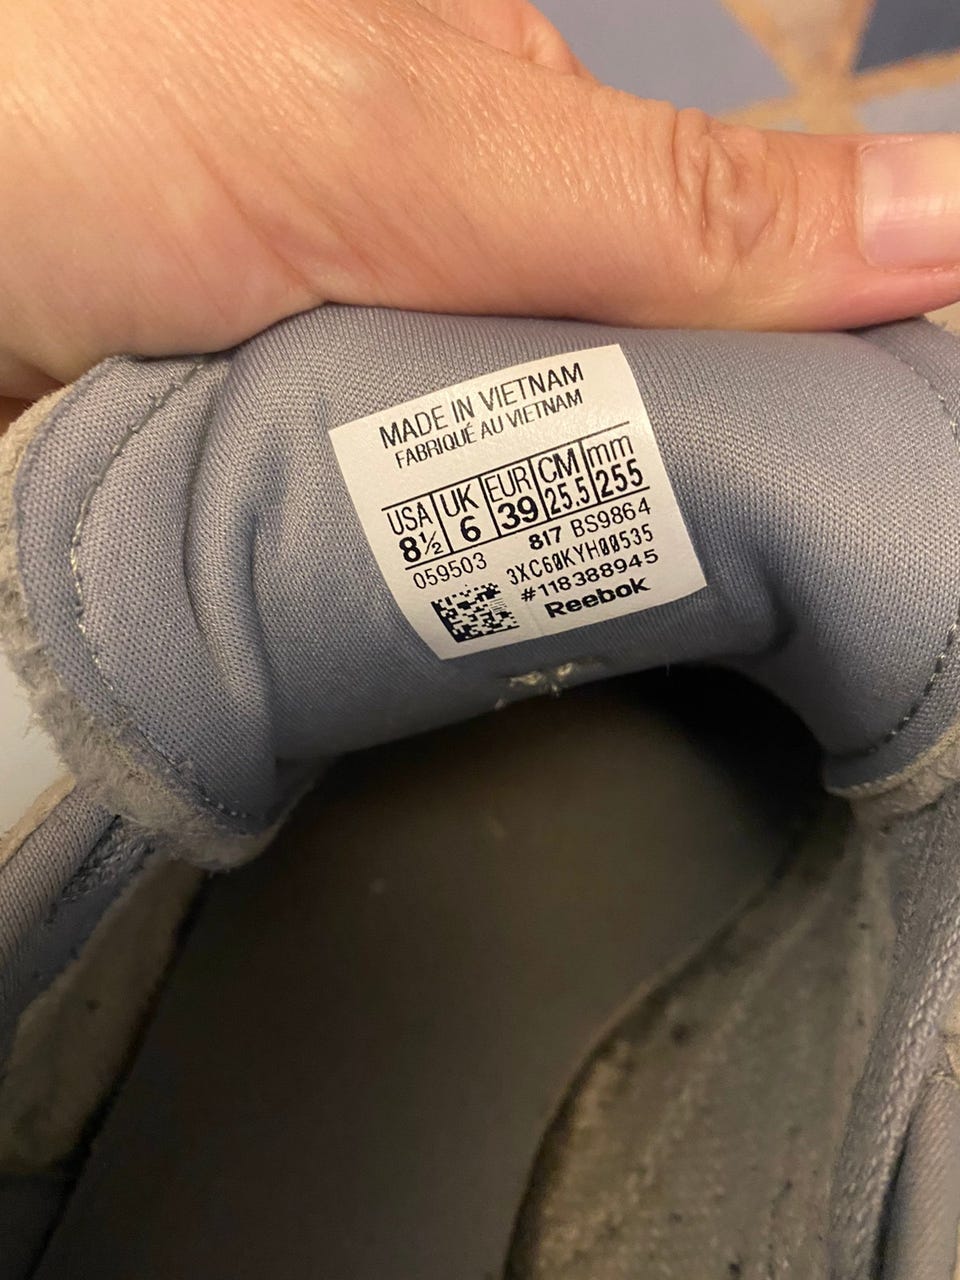 MADE IN VIETNAM
FABRIQUÉ AU VIETNAM
USA UK EUR CM mm
8½ 6 39 25.5 255
059503 817 BS9864
3XC60KYH00535
#118388945
Reebok